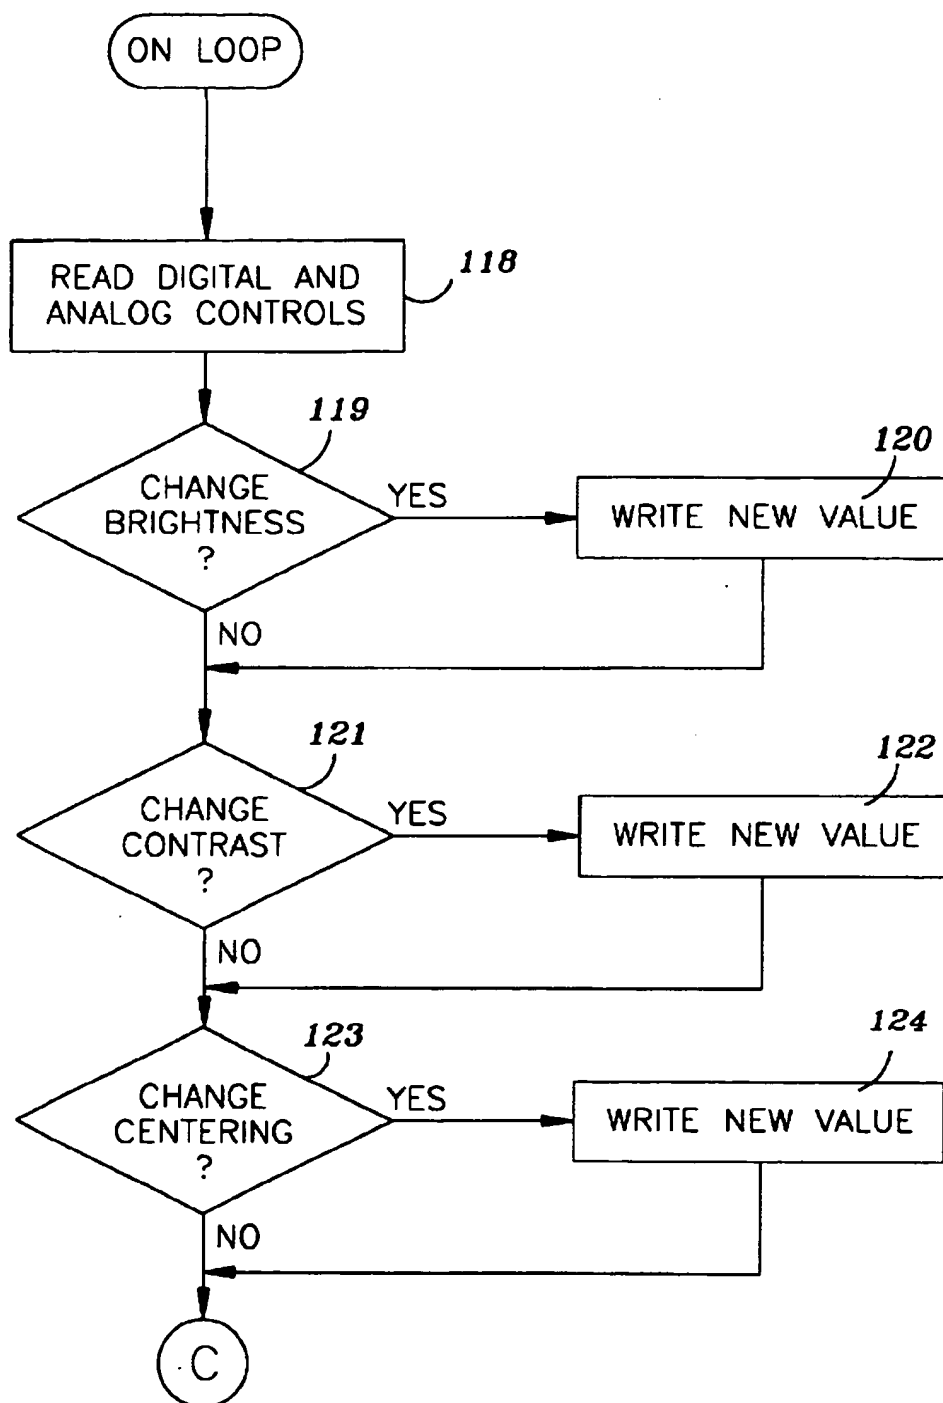 ON LOOP
READ DIGITAL AND
ANALOG CONTROLS
118
119
CHANGE
BRIGHTNESS
?
YES
120
WRITE NEW VALUE
NO
121
CHANGE
CONTRAST
?
YES
122
WRITE NEW VALUE
NO
123
CHANGE
CENTERING
?
YES
124
WRITE NEW VALUE
NO
C